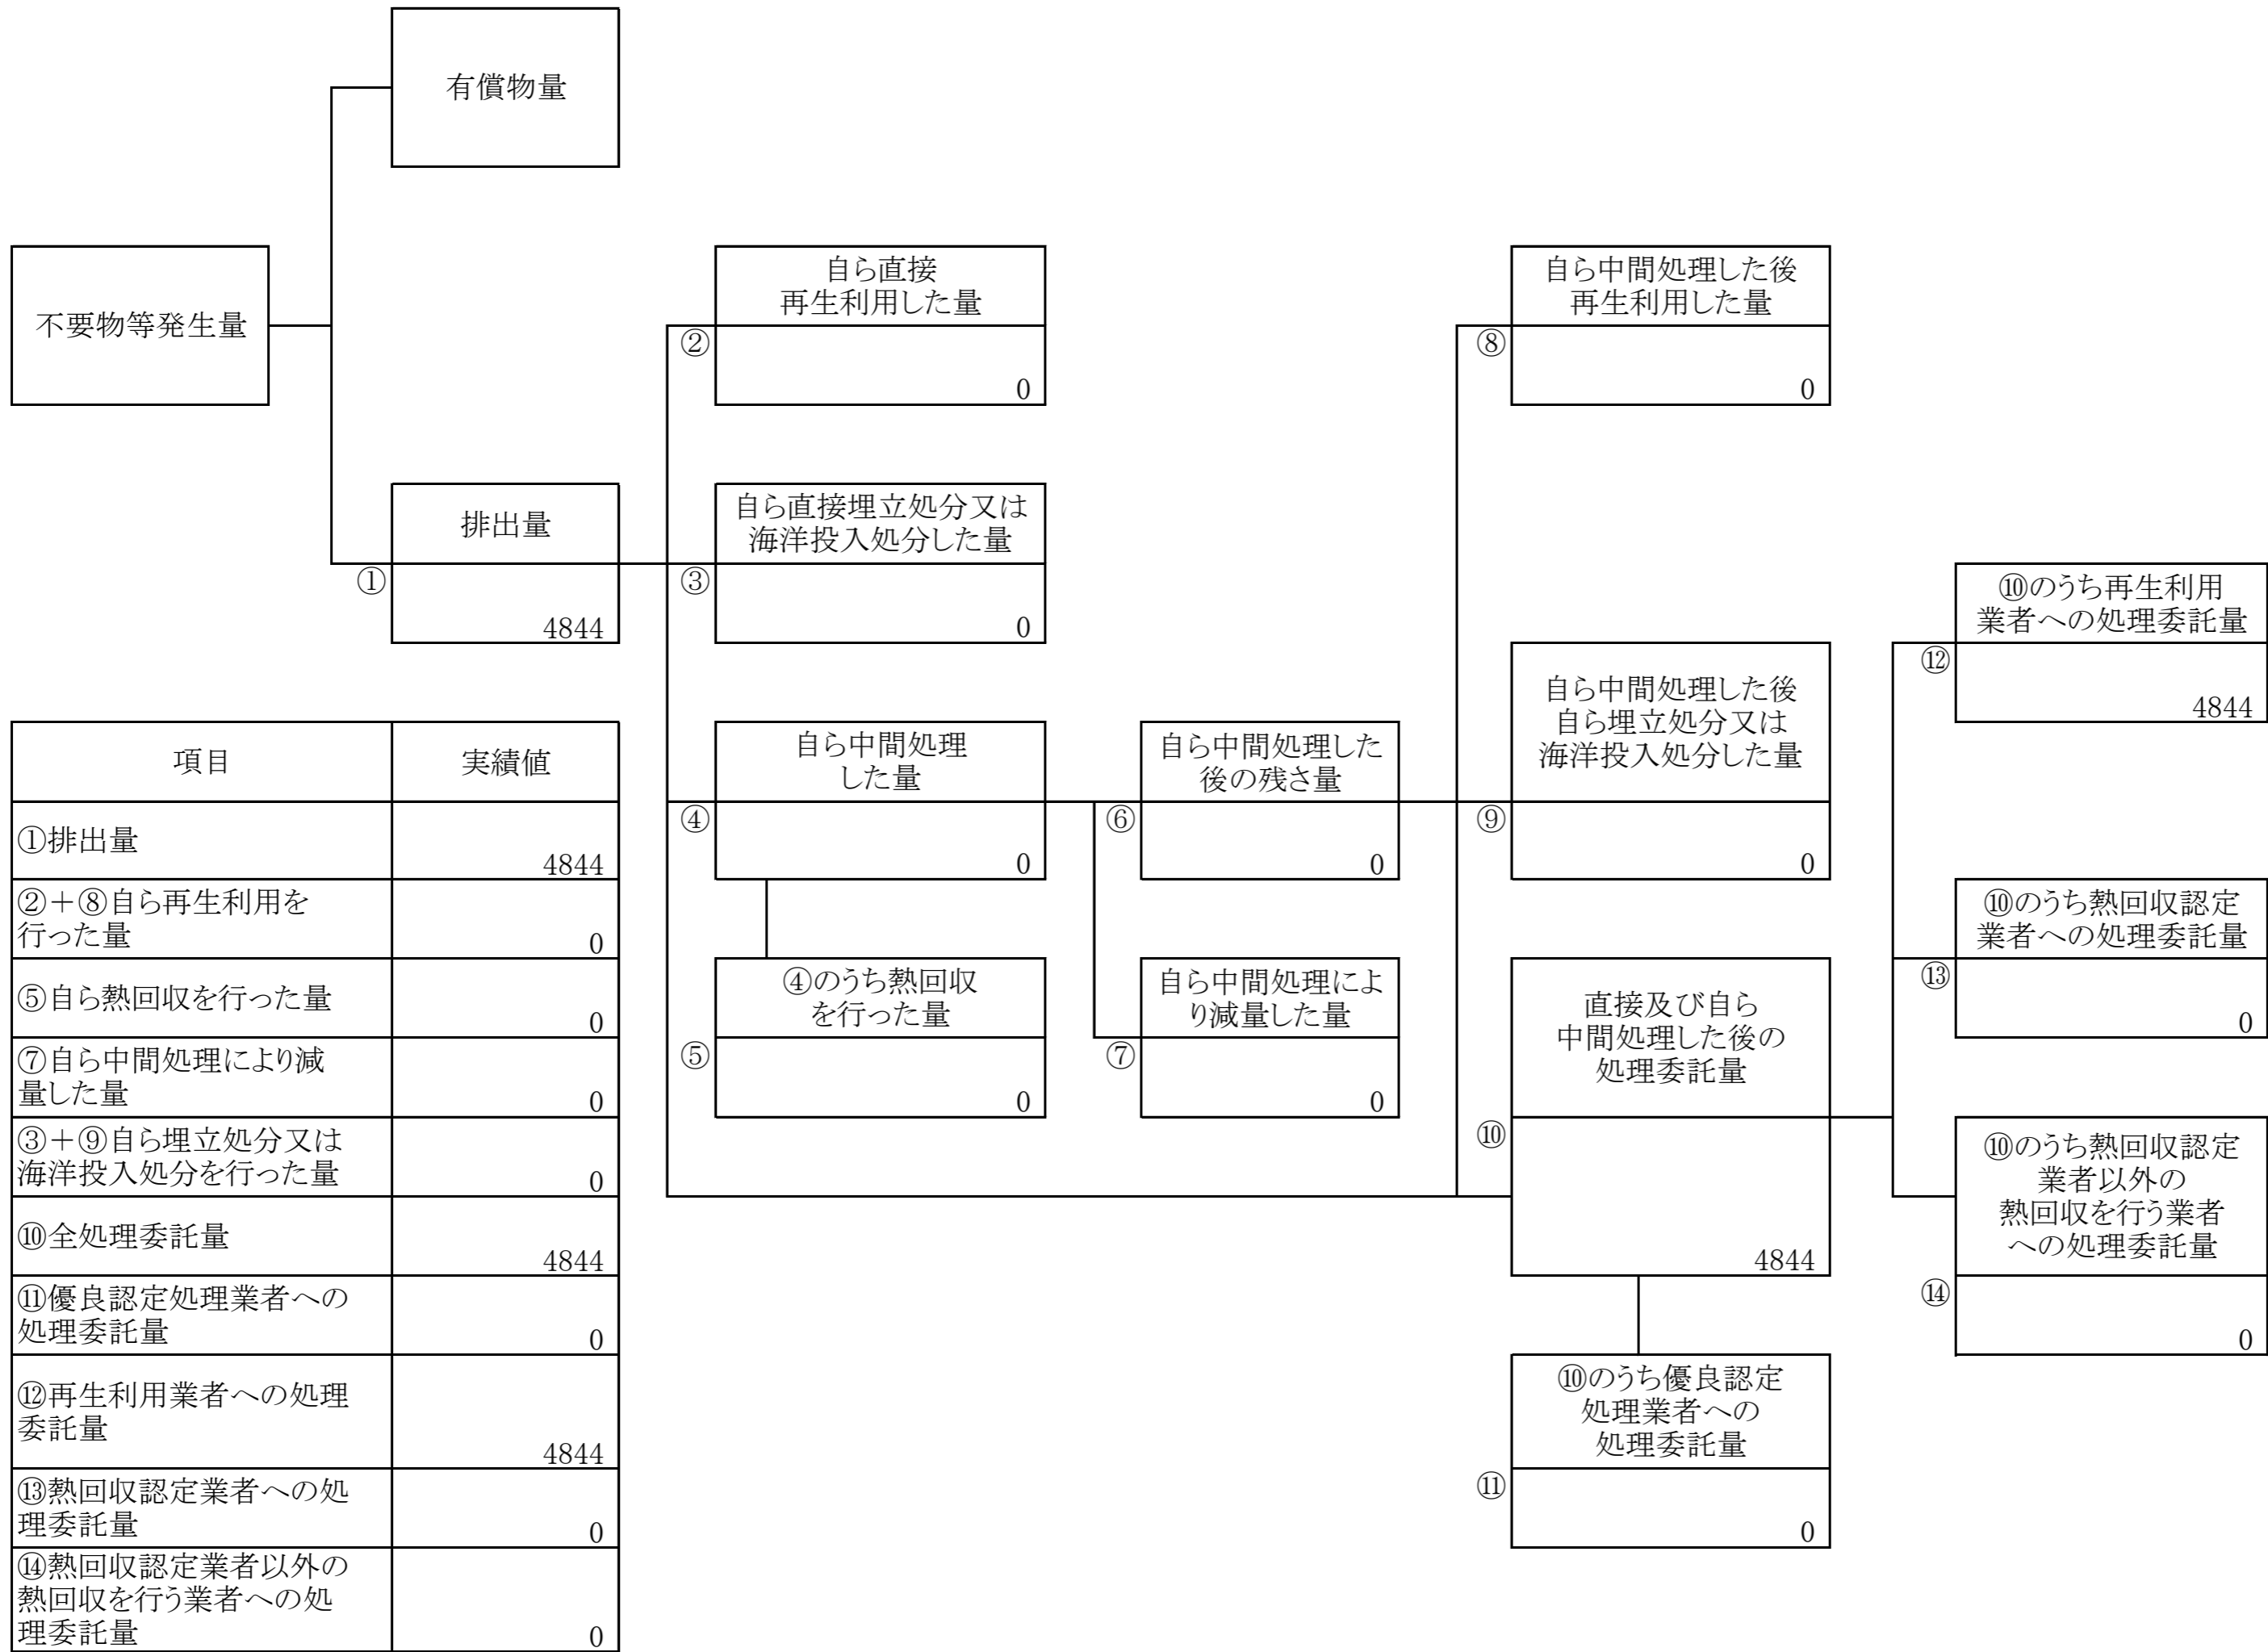 有償物量
不要物等発生量
自ら直接
再生利用した量
②
0
自ら中間処理した後
再生利用した量
⑧
0
排出量
①
4844
自ら直接埋立処分又は
海洋投入処分した量
③
0
⑩のうち再生利用
業者への処理委託量
⑫
4844
自ら中間処理
した量
④
0
自ら中間処理した
後の残さ量
⑥
0
自ら中間処理した後
自ら埋立処分又は
海洋投入処分した量
⑨
0
⑩のうち熱回収認定
業者への処理委託量
⑬
0
④のうち熱回収
を行った量
⑤
0
自ら中間処理によ
り減量した量
⑦
0
直接及び自ら
中間処理した後の
処理委託量
⑩
4844
⑩のうち熱回収認定
業者以外の
熱回収を行う業者
への処理委託量
⑭
0
⑩のうち優良認定
処理業者への
処理委託量
⑪
0
項目
実績値
①排出量
4844
②＋⑧自ら再生利用を
行った量
0
⑤自ら熱回収を行った量
0
⑦自ら中間処理により減
量した量
0
③＋⑨自ら埋立処分又は
海洋投入処分を行った量
0
⑩全処理委託量
4844
⑪優良認定処理業者への
処理委託量
0
⑫再生利用業者への処理
委託量
4844
⑬熱回収認定業者への処
理委託量
0
⑭熱回収認定業者以外の
熱回収を行う業者への処
理委託量
0